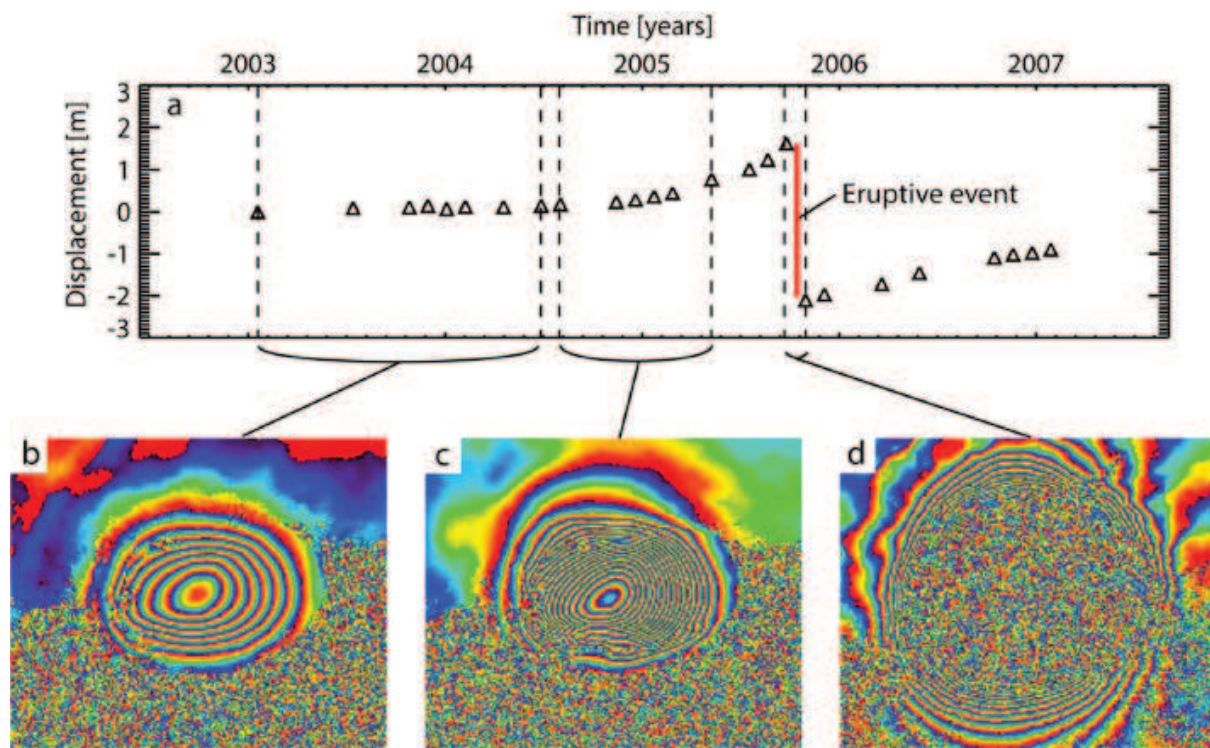 Time [years]
2003 2004 2005 2006 2007
Displacement [m]
3
2
1
0
-1
-2
-3
a
Eruptive event
b c d